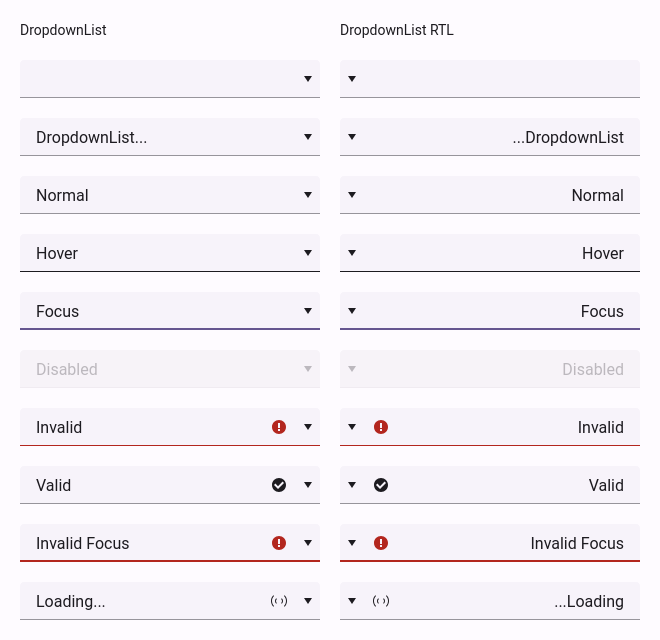 DropdownList
DropdownList...
Normal
Hover
Focus
Disabled
Invalid
Valid
Invalid Focus
Loading...
DropdownList RTL
...DropdownList
Normal
Hover
Focus
Disabled
Invalid
Valid
Invalid Focus
...Loading